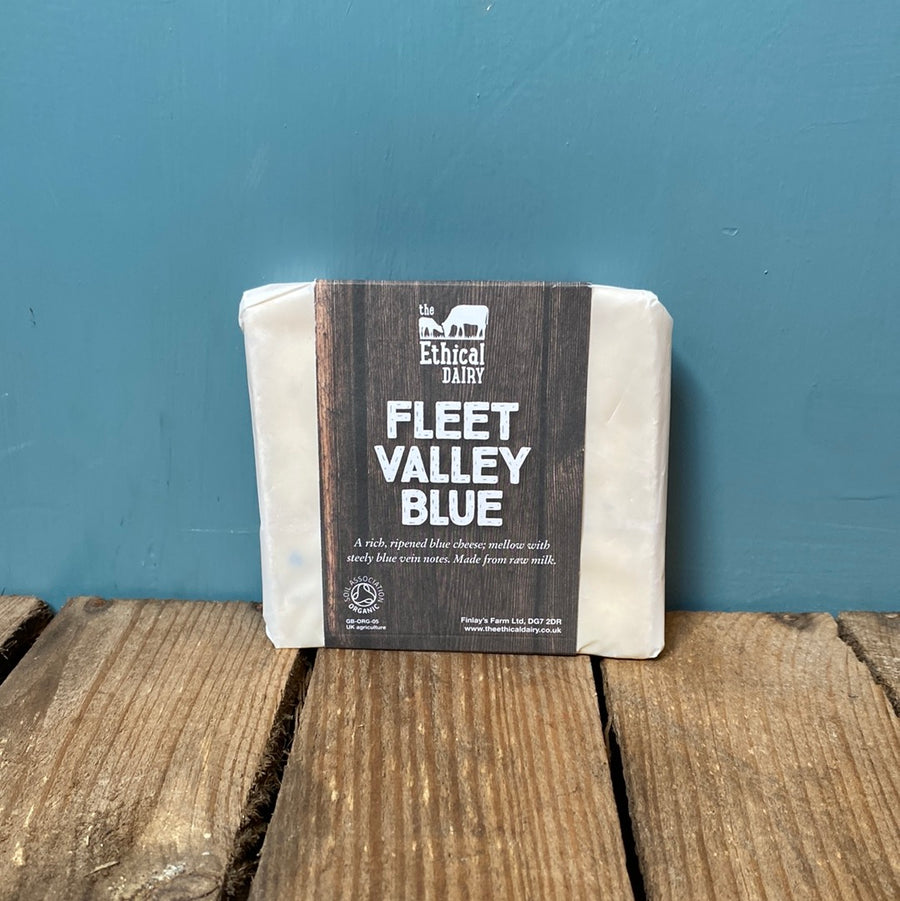 the
Ethical
DAIRY
FLEET
VALLEY
BLUE
A rich, ripened blue cheese; mellow with
steely blue vein notes. Made from raw milk.
SOIL ASSOCIATION
ORGANIC
GB-ORG-05
UK agriculture
Finlay's Farm Ltd, DG7 2DR
www.theethicaldairy.co.uk